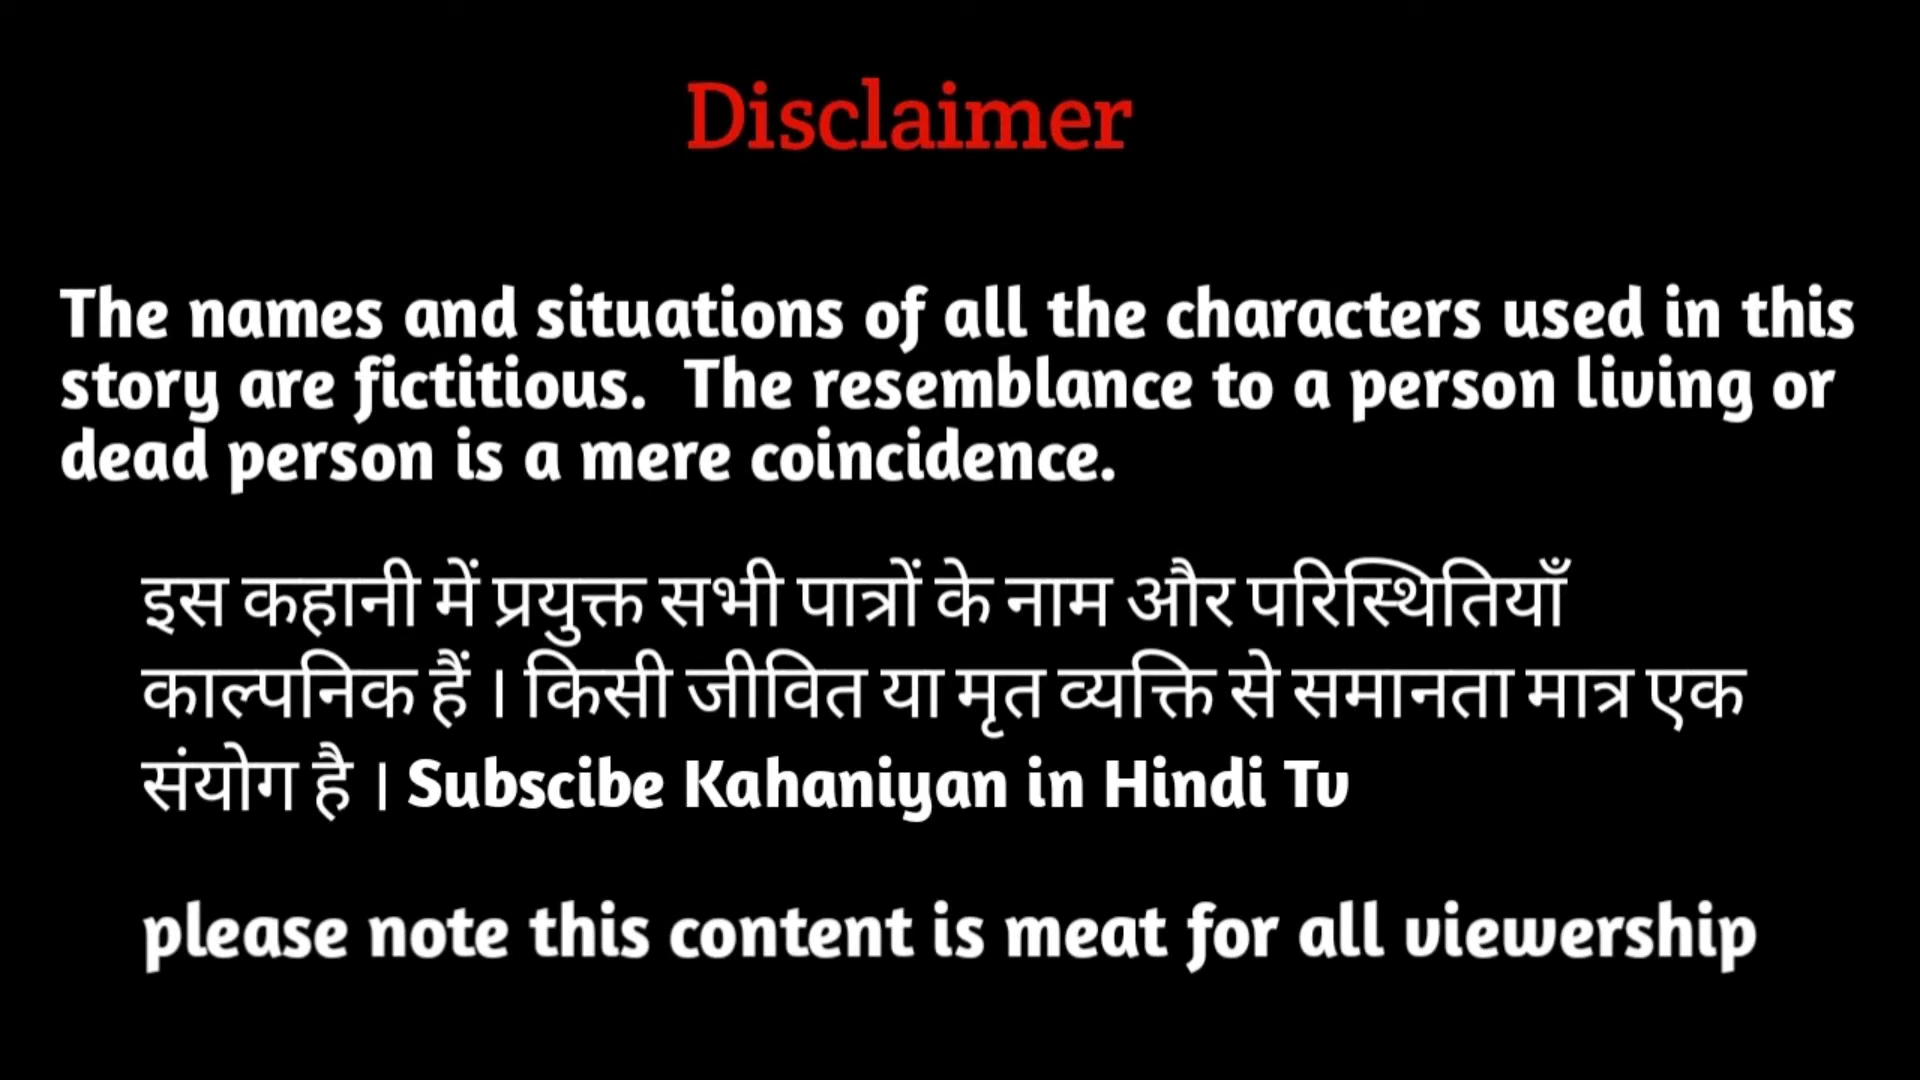 Disclaimer
The names and situations of all the characters used in this
story are fictitious.  The resemblance to a person living or
dead person is a mere coincidence.
इस कहानी में प्रयुक्त सभी पात्रों के नाम और परिस्थितियाँ
काल्पनिक हैं । किसी जीवित या मृत व्यक्ति से समानता मात्र एक
संयोग है । Subscibe Kahaniyan in Hindi Tv
please note this content is meat for all viewership